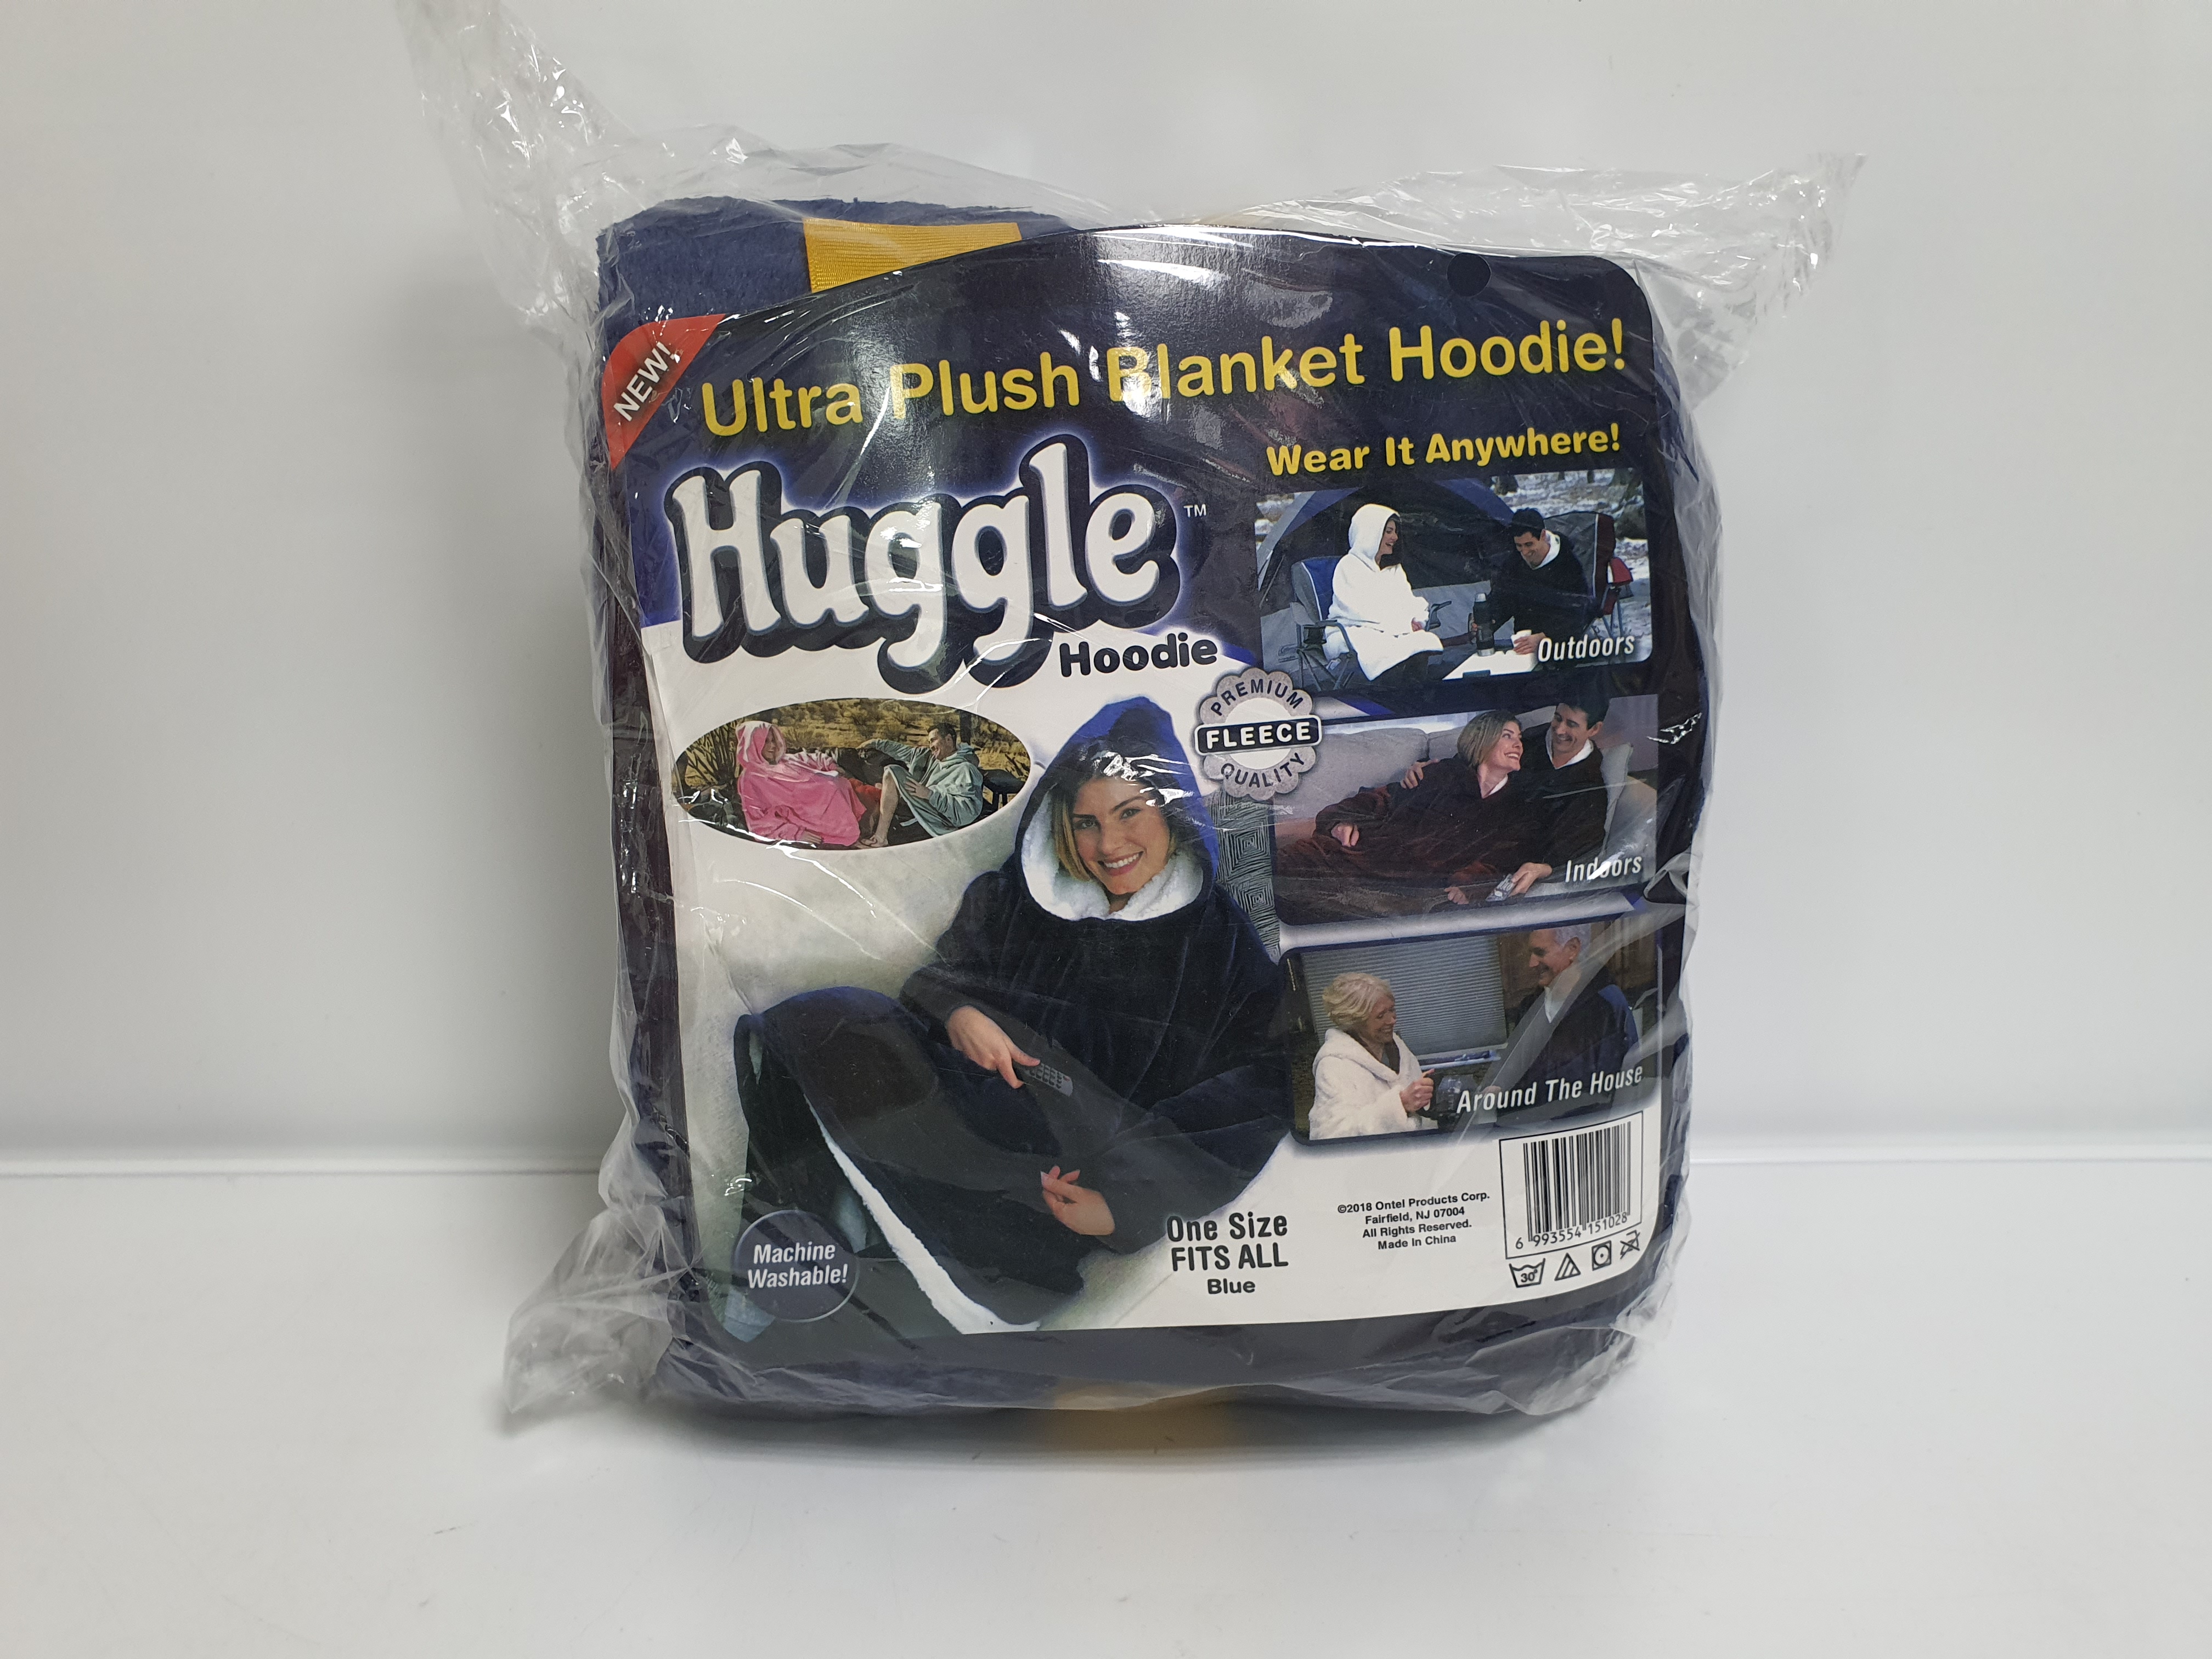 NEW!
Ultra Plush Blanket Hoodie!
Wear It Anywhere!
Huggle™
Hoodie
Outdoors
PREMIUM
FLEECE
QUALITY
Indoors
Around The House
Machine
Washable!
One Size
FITS ALL
Blue
©2018 Ontel Products Corp.
Fairfield, NJ 07004
All Rights Reserved.
Made In China
6 993554 151028
30°